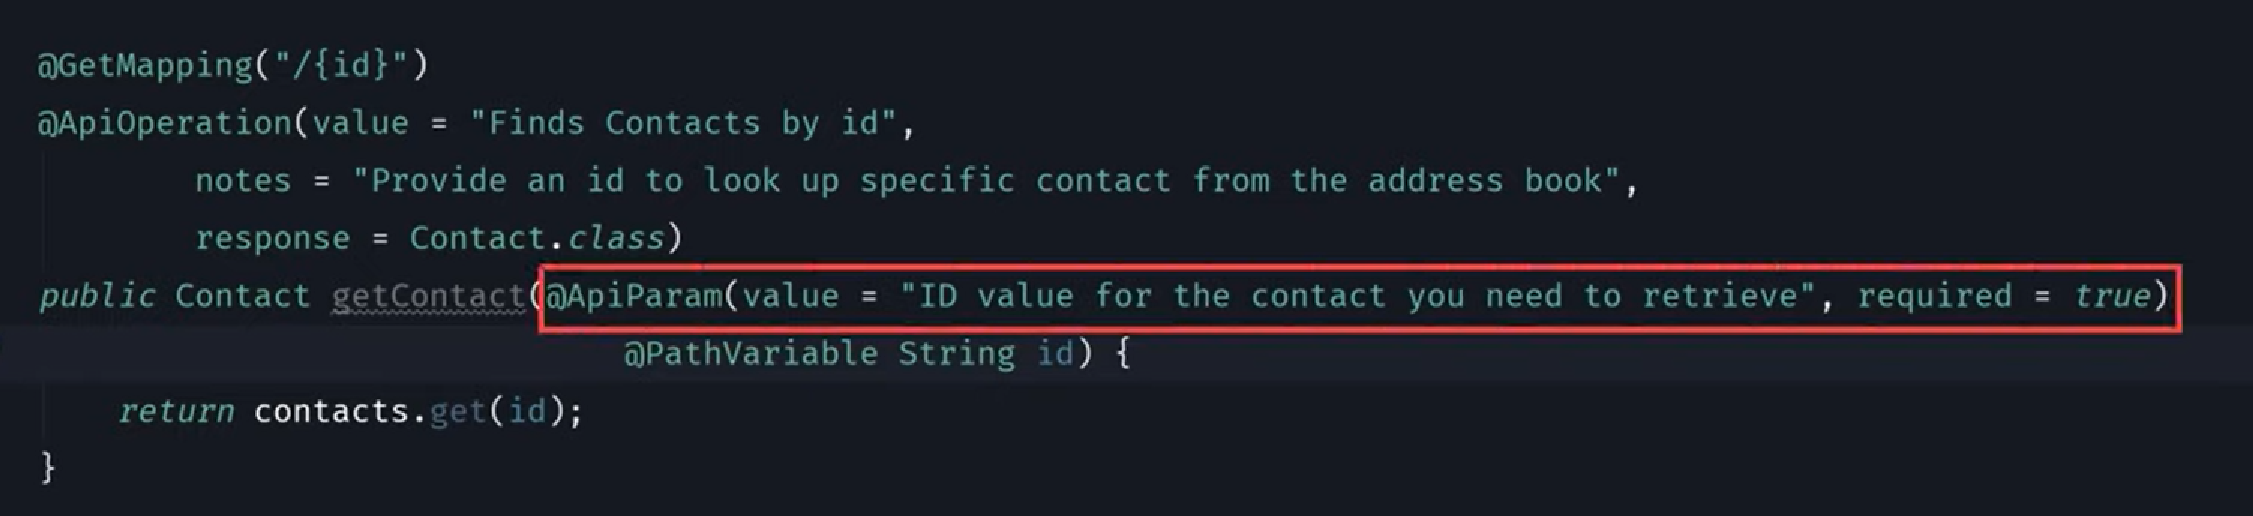 @GetMapping("/{id}")
@ApiOperation(value = "Finds Contacts by id",
notes = "Provide an id to look up specific contact from the address book",
response = Contact.class)
public Contact getContact(@ApiParam(value = "ID value for the contact you need to retrieve", required = true)
@PathVariable String id) {
return contacts.get(id);
}